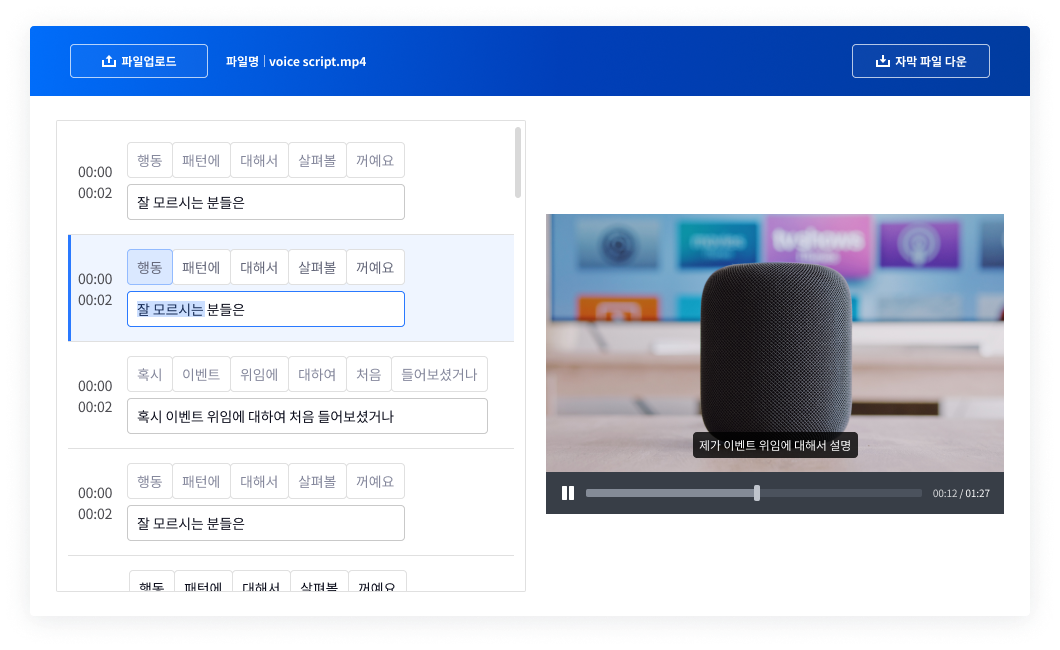 파일업로드
파일명 | voice script.mp4
자막 파일 다운
00:00
00:02
행동 패턴에 대해서 살펴볼 꺼예요
잘 모르시는 분들은
00:00
00:02
행동 패턴에 대해서 살펴볼 꺼예요
잘 모르시는 분들은
00:00
00:02
혹시 이벤트 위임에 대하여 처음 들어보셨거나
혹시 이벤트 위임에 대하여 처음 들어보셨거나
00:00
00:02
행동 패턴에 대해서 살펴볼 꺼예요
잘 모르시는 분들은
행동 패턴에 대해서 살펴볼 꺼예요
movies
tvshows
제가 이벤트 위임에 대해서 설명
00:12 / 01:27